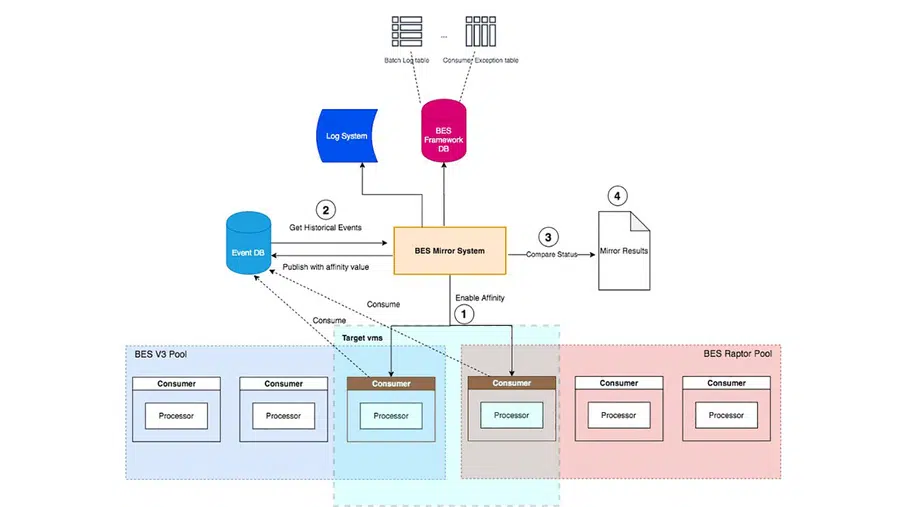 ...
Batch Log table
Consumer Exception table
Log System
BES
Framework
DB
4
2
Get Historical Events
Event DB
BES Mirror System
3
Compare Status
Mirror Results
Publish with affinity value
Enable Affinity
Consume
1
Consume
Target vms
BES V3 Pool
BES Raptor Pool
Consumer
Consumer
Consumer
Consumer
Consumer
Consumer
Processor
Processor
Processor
Processor
Processor
Processor